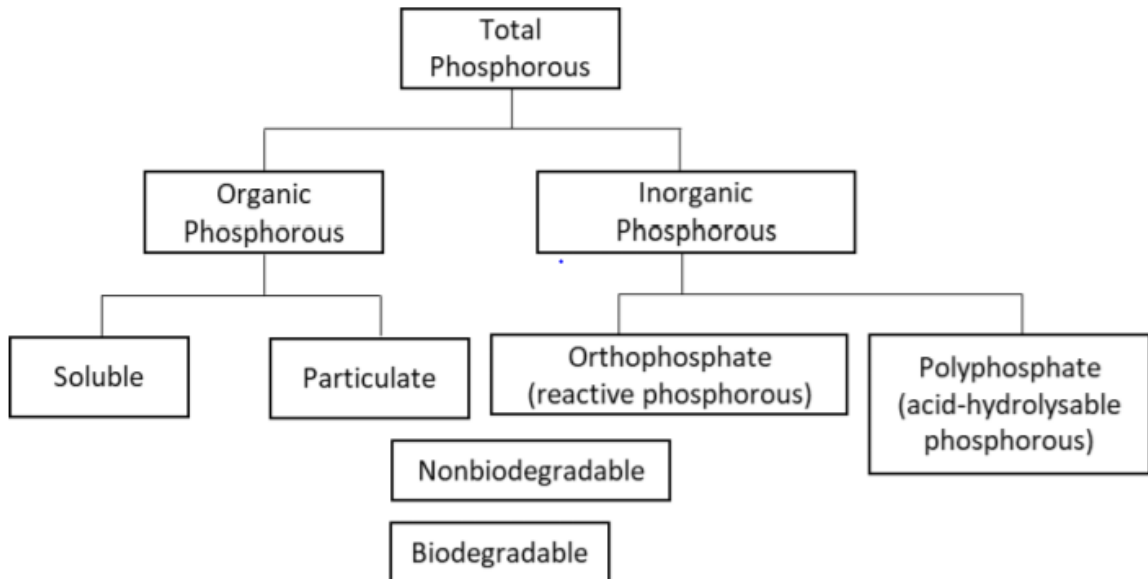 Total
Phosphorous
Organic
Phosphorous
Inorganic
Phosphorous
Soluble
Particulate
Orthophosphate
(reactive phosphorous)
Polyphosphate
(acid-hydrolysable
phosphorous)
Nonbiodegradable
Biodegradable